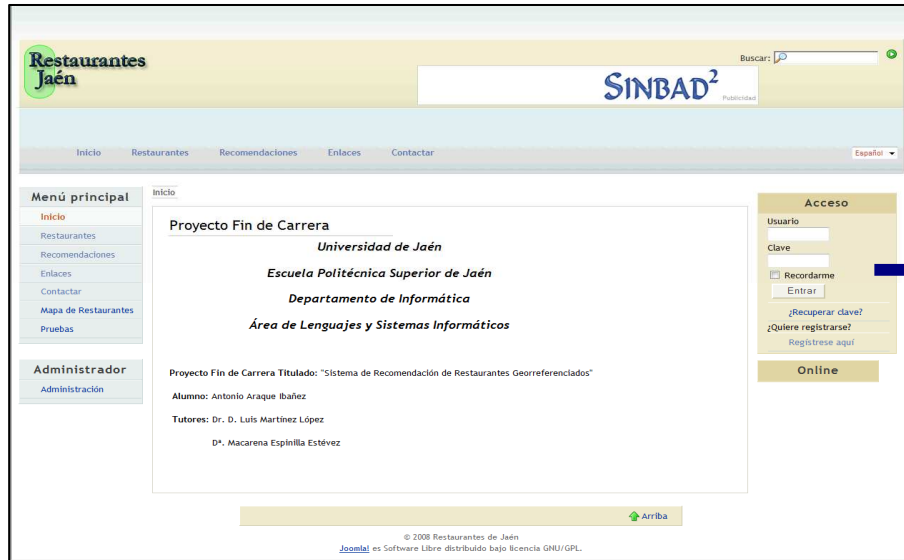 Restaurantes
Jaén
Buscar:
SINBAD²
Publicidad
Inicio Restaurantes Recomendaciones Enlaces Contactar
Español
Menú principal
Inicio
Restaurantes
Recomendaciones
Enlaces
Contactar
Mapa de Restaurantes
Pruebas
Administrador
Administración
Inicio
Proyecto Fin de Carrera
Universidad de Jaén
Escuela Politécnica Superior de Jaén
Departamento de Informática
Área de Lenguajes y Sistemas Informáticos
Proyecto Fin de Carrera Titulado: "Sistema de Recomendación de Restaurantes Georreferenciados"
Alumno: Antonio Araque Ibañez
Tutores: Dr. D. Luis Martínez López
Dª. Macarena Espinilla Estévez
Acceso
Usuario
Clave
Recordarme
Entrar
¿Recuperar clave?
¿Quiere registrarse?
Regístrese aquí
Online
Arriba
© 2008 Restaurantes de Jaén
Joomla! es Software Libre distribuido bajo licencia GNU/GPL.